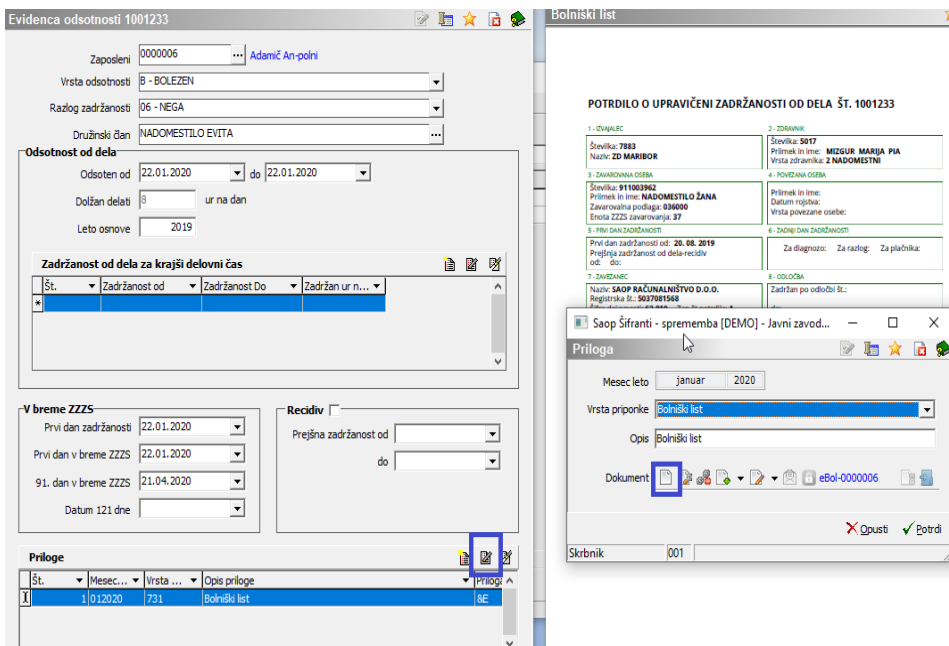 Evidenca odsotnosti 1001233
Zaposleni 0000006 ... Adamič An-polni
Vrsta odsotnosti B - BOLEZEN
Razlog zadržanosti 06 - NEGA
Družinski član NADOMESTILO EVITA ...
Odsotnost od dela
Odsoten od 22.01.2020 do 22.01.2020
Dolžan delati 8 ur na dan
Leto osnove 2019
Zadržanost od dela za krajši delovni čas
Št. Zadržanost od Zadržanost Do Zadržan ur n...
*
V breme ZZZS
Prvi dan zadržanosti 22.01.2020
Prvi dan v breme ZZZS 22.01.2020
91. dan v breme ZZZS 21.04.2020
Datum 121 dne
Recidiv
Prejšna zadržanost od
do
Priloge
Št. Mesec... Vrsta ... Opis priloge Priloga
1 012020 731 Bolniški list &E
Bolniški list
POTRDILO O UPRAVIČENI ZADRŽANOSTI OD DELA ŠT. 1001233
1 - IZVAJALEC
Številka: 7883
Naziv: ZD MARIBOR
2 - ZDRAVNIK
Številka: 5017
Priimek in ime: MIZGUR MARIJA PIA
Vrsta zdravnika: 2 NADOMESTNI
3 - ZAVAROVANA OSEBA
Številka: 911003962
Priimek in ime: NADOMESTILO ŽANA
Zavarovalna podlaga: 036000
Enota ZZZS zavarovanja: 37
4 - POVEZANA OSEBA
Priimek in ime:
Datum rojstva:
Vrsta povezane osebe:
5 - PRVI DAN ZADRŽANOSTI
Prvi dan zadržanosti od: 20. 08. 2019
Prejšnja zadržanost od dela-recidiv
od: do:
6 - ZADNJI DAN ZADRŽANOSTI
Za diagnozo: Za razlog: Za plačnika:
7 - ZAVEZANEC
Naziv: SAOP RAČUNALNIŠTVO D.O.O.
Registrska št.: 5037081568
8 - ODLOČBA
Zadržan po odločbi št.:
Saop Šifranti - sprememba [DEMO] - Javni zavod...
Priloga
Mesec leto januar 2020
Vrsta priponke Bolniški list
Opis Bolniški list
Dokument eBol-0000006
Opusti Potrdi
Skrbnik 001